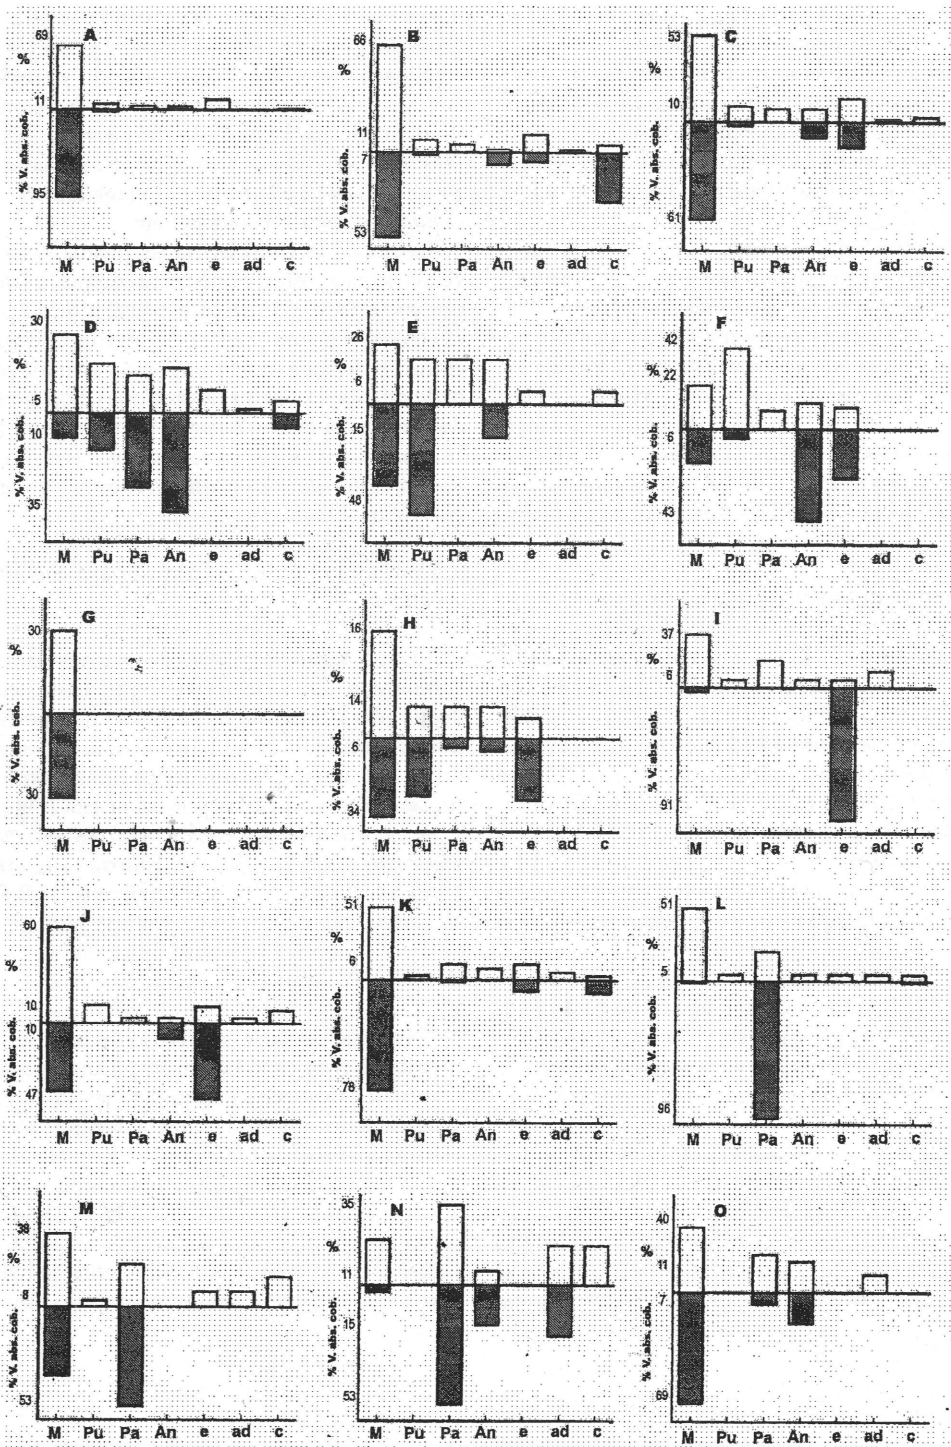 69 A
%
11
% V. abs. cob.
95
M Pu Pa An e ad c
66 B
%
11
7
% V. abs. cob.
53
M Pu Pa An e ad c
53 C
%
10
% V. abs. cob.
61
M Pu Pa An e ad c
30 D
%
5
10
% V. abs. cob.
35
M Pu Pa An e ad c
26 E
%
6
15
% V. abs. cob.
48
M Pu Pa An e ad c
42 F
% 22
6
% V. abs. cob.
43
M Pu Pa An e ad c
30 G
%
% V. abs. cob.
30
M Pu Pa An e ad c
16 H
%
14
6
% V. abs. cob.
34
M Pu Pa An e ad c
37 I
%
6
% V. abs. cob.
91
M Pu Pa An e ad c
60 J
%
10
10
% V. abs. cob.
47
M Pu Pa An e ad c
51 K
%
6
% V. abs. cob.
78
M Pu Pa An e ad c
51 L
%
5
% V. abs. cob.
96
M Pu Pa An e ad c
38 M
%
8
% V. abs. cob.
53
M Pu Pa An e ad c
35 N
%
11
15
% V. abs. cob.
53
M Pu Pa An e ad c
40 O
%
11
7
% V. abs. cob.
69
M Pu Pa An e ad c